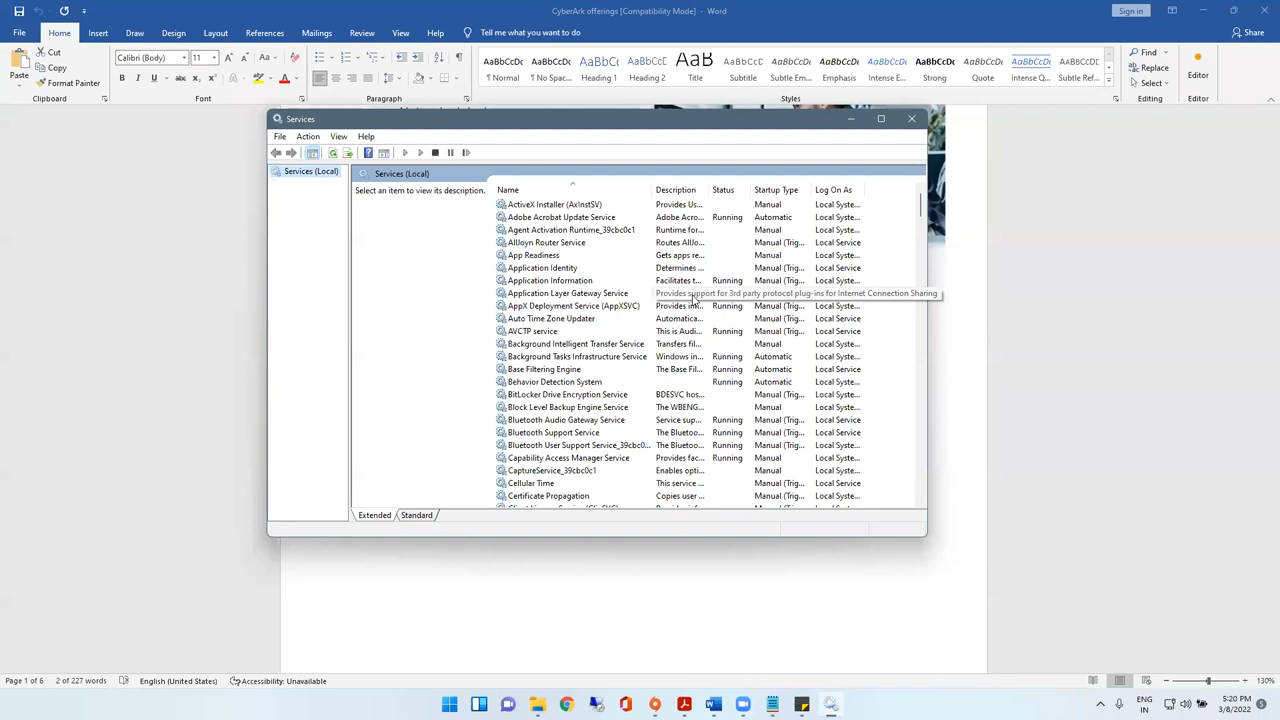 CyberArk offerings [Compatibility Mode] - Word
Sign in
File Home Insert Draw Design Layout References Mailings Review View Help Tell me what you want to do Share
Paste
Cut
Copy
Format Painter
Clipboard
Calibri (Body) 11
Font
Paragraph
AaBbCcDc AaBbCcDc AaBbC( AaBbCcC AaB AaBbCcC AaBbCcDc AaBbCcDc AaBbCcDc AaBbCcDc AaBbCcDc AaBbCcDc AABBCCDC
¶ Normal ¶ No Spac... Heading 1 Heading 2 Title Subtitle Subtle Em... Emphasis Intense E... Strong Quote Intense Q... Subtle Ref...
Styles
Find
Replace
Select
Editing
Editor
Editor
Services
File Action View Help
Services (Local)
Services (Local)
Select an item to view its description.
Name Description Status Startup Type Log On As
ActiveX Installer (AxInstSV) Provides Us... Manual Local Syste...
Adobe Acrobat Update Service Adobe Acro... Running Automatic Local Syste...
Agent Activation Runtime_39cbc0c1 Runtime for... Manual Local Syste...
AllJoyn Router Service Routes AllJo... Manual (Trig... Local Service
App Readiness Gets apps re... Manual Local Syste...
Application Identity Determines ... Manual (Trig... Local Service
Application Information Facilitates t... Running Manual (Trig... Local Syste...
Application Layer Gateway Service Provides support for 3rd party protocol plug-ins for Internet Connection Sharing
AppX Deployment Service (AppXSVC) Provides inf... Running Manual (Trig... Local Syste...
Auto Time Zone Updater Automatica... Manual (Trig... Local Service
AVCTP service This is Audi... Running Manual (Trig... Local Service
Background Intelligent Transfer Service Transfers fil... Manual Local Syste...
Background Tasks Infrastructure Service Windows in... Running Automatic Local Syste...
Base Filtering Engine The Base Fil... Running Automatic Local Service
Behavior Detection System Running Automatic Local Syste...
BitLocker Drive Encryption Service BDESVC hos... Manual (Trig... Local Syste...
Block Level Backup Engine Service The WBENG... Manual Local Syste...
Bluetooth Audio Gateway Service Service sup... Running Manual (Trig... Local Service
Bluetooth Support Service The Bluetoo... Running Manual (Trig... Local Service
Bluetooth User Support Service_39cbc0... The Bluetoo... Running Manual (Trig... Local Syste...
Capability Access Manager Service Provides fac... Running Manual Local Syste...
CaptureService_39cbc0c1 Enables opti... Manual Local Syste...
Cellular Time This service ... Manual (Trig... Local Service
Certificate Propagation Copies user ... Manual (Trig... Local Syste...
Extended Standard
Page 1 of 6 2 of 227 words English (United States) Accessibility: Unavailable 130%
ENG
IN
5:20 PM
3/8/2022